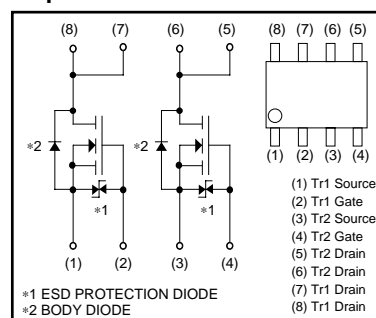 (8) (7) (6) (5)
(8) (7) (6) (5)
∗2 ∗2
∗1 ∗1
(1) (2) (3) (4)
(1) (2) (3) (4)
(1) Tr1 Source
(2) Tr1 Gate
(3) Tr2 Source
(4) Tr2 Gate
(5) Tr2 Drain
(6) Tr2 Drain
(7) Tr1 Drain
(8) Tr1 Drain
∗1 ESD PROTECTION DIODE
∗2 BODY DIODE